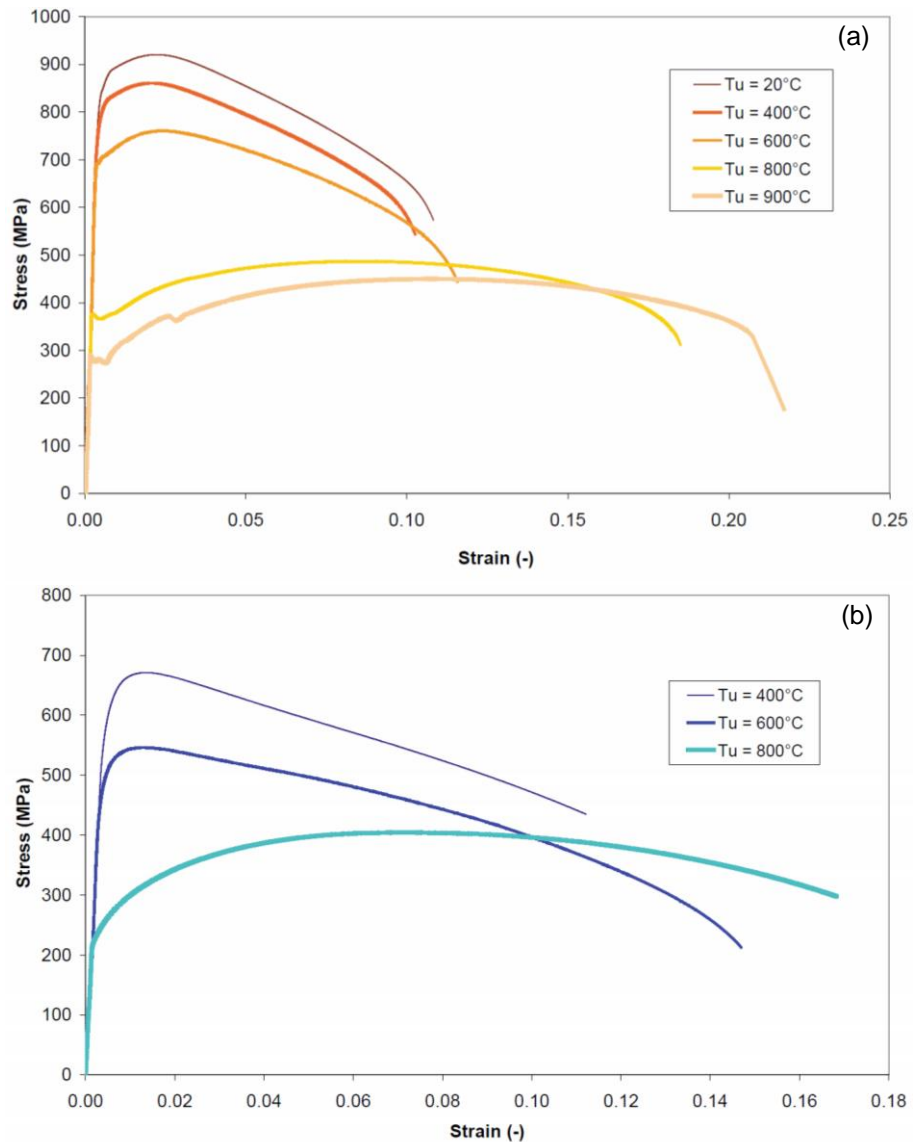 (a)
1000
900
800
700
600
500
400
300
200
100
0
Stress (MPa)
Tu = 20°C
Tu = 400°C
Tu = 600°C
Tu = 800°C
Tu = 900°C
0.00 0.05 0.10 0.15 0.20 0.25
Strain (-)
(b)
800
700
600
500
400
300
200
100
0
Stress (MPa)
Tu = 400°C
Tu = 600°C
Tu = 800°C
0.00 0.02 0.04 0.06 0.08 0.10 0.12 0.14 0.16 0.18
Strain (-)